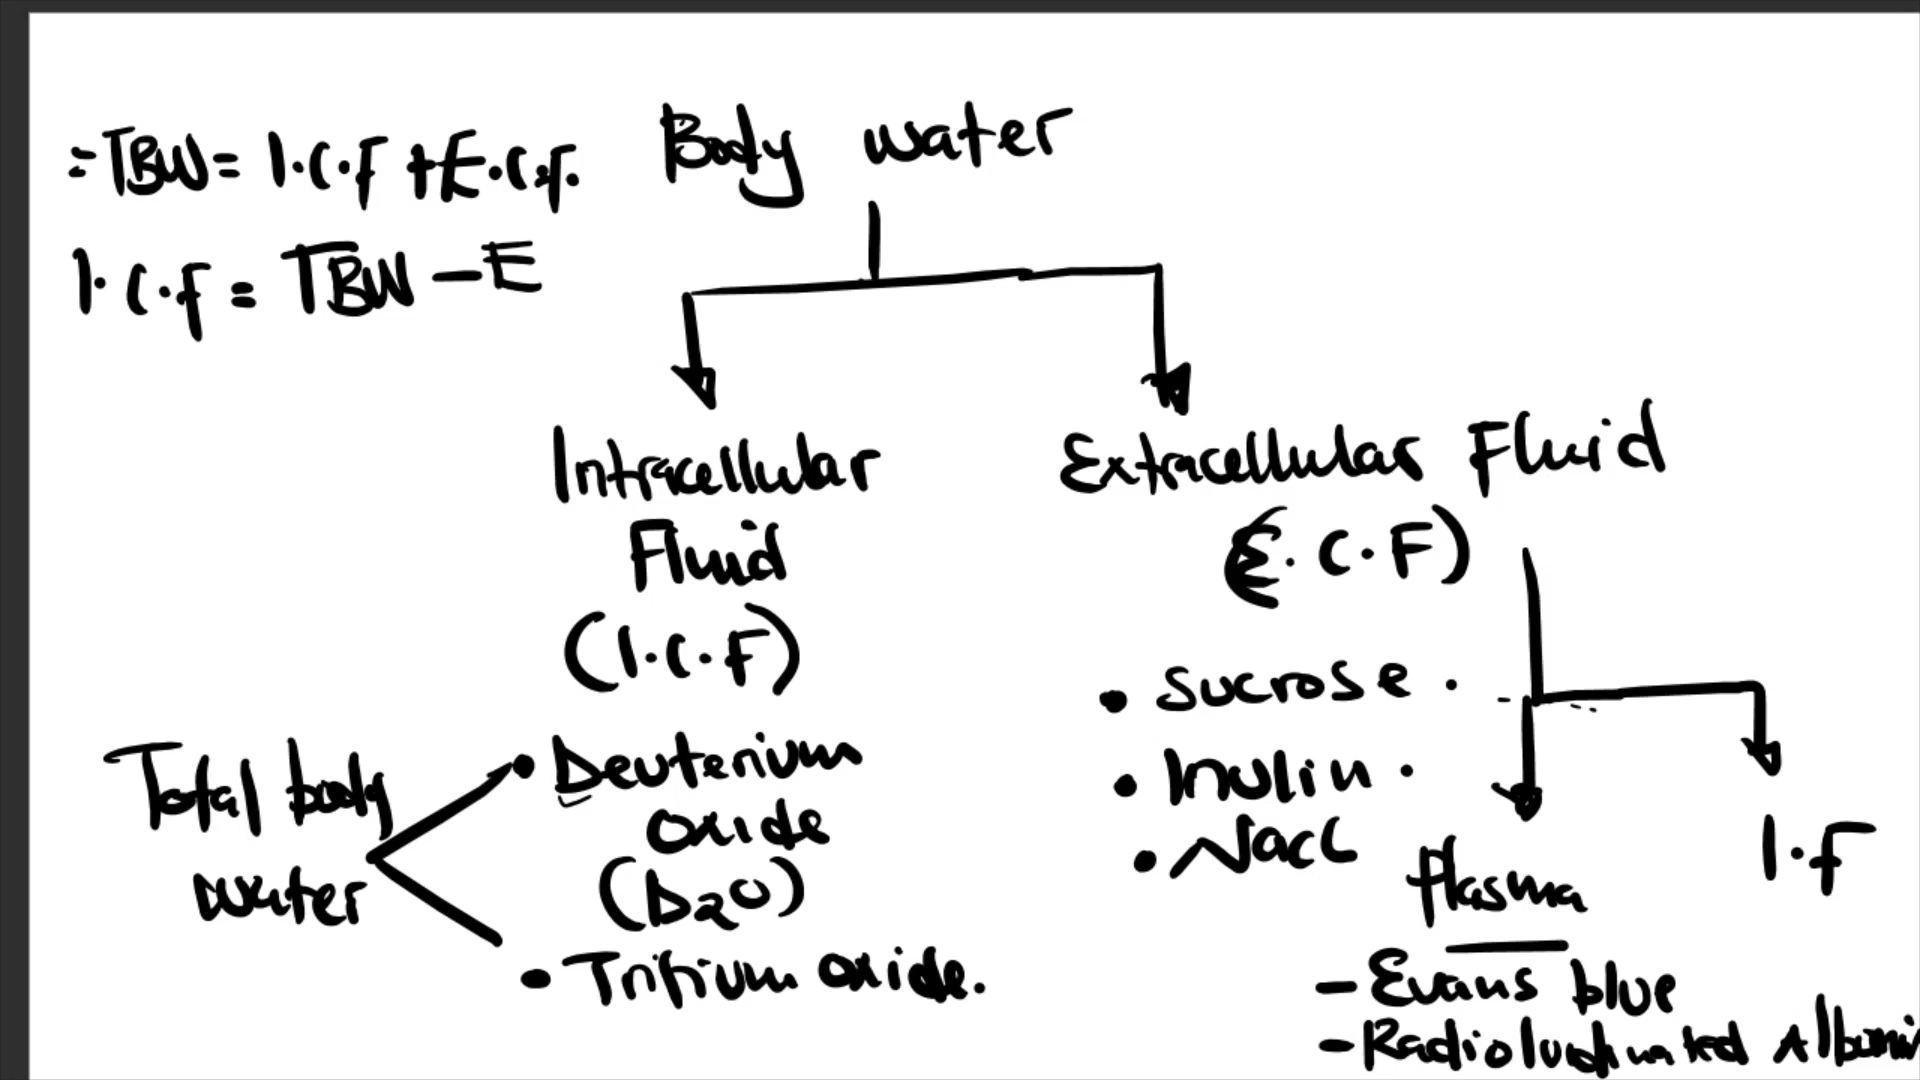 Body water
=TBW= I.C.F +E.C.F.
I.C.F = TBW - E
Intracellular
Fluid
(I.C.F)
Extracellular Fluid
(E.C.F)
Total body
water
• Deuterium
oxide
(D2O)
• Tritium oxide.
• Sucrose.
• Inulin.
• Nacl
Plasma
I.F
- Evans blue
-